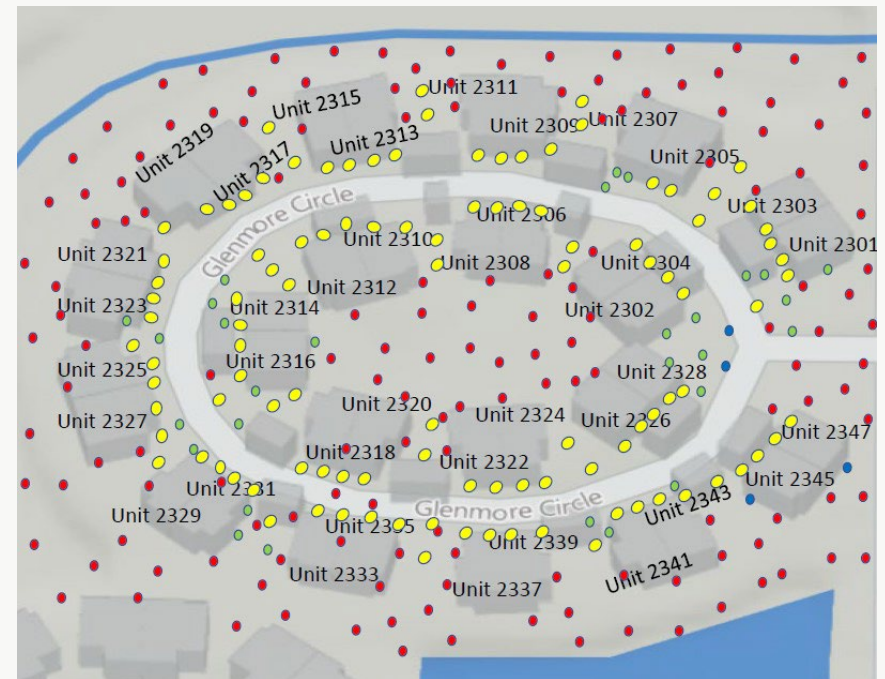 Unit 2311
Unit 2315
Unit 2313
Unit 2309
Unit 2307
Unit 2319
Unit 2317
Unit 2305
Glenmore Circle
Unit 2303
Unit 2306
Unit 2310
Unit 2301
Unit 2321
Unit 2308
Unit 2304
Unit 2312
Unit 2323
Unit 2314
Unit 2302
Unit 2325
Unit 2316
Unit 2328
Unit 2320
Unit 2324
Unit 2326
Unit 2327
Unit 2347
Unit 2318
Unit 2322
Unit 2345
Unit 2331
Unit 2343
Glenmore Circle
Unit 2329
Unit 2335
Unit 2339
Unit 2333
Unit 2341
Unit 2337